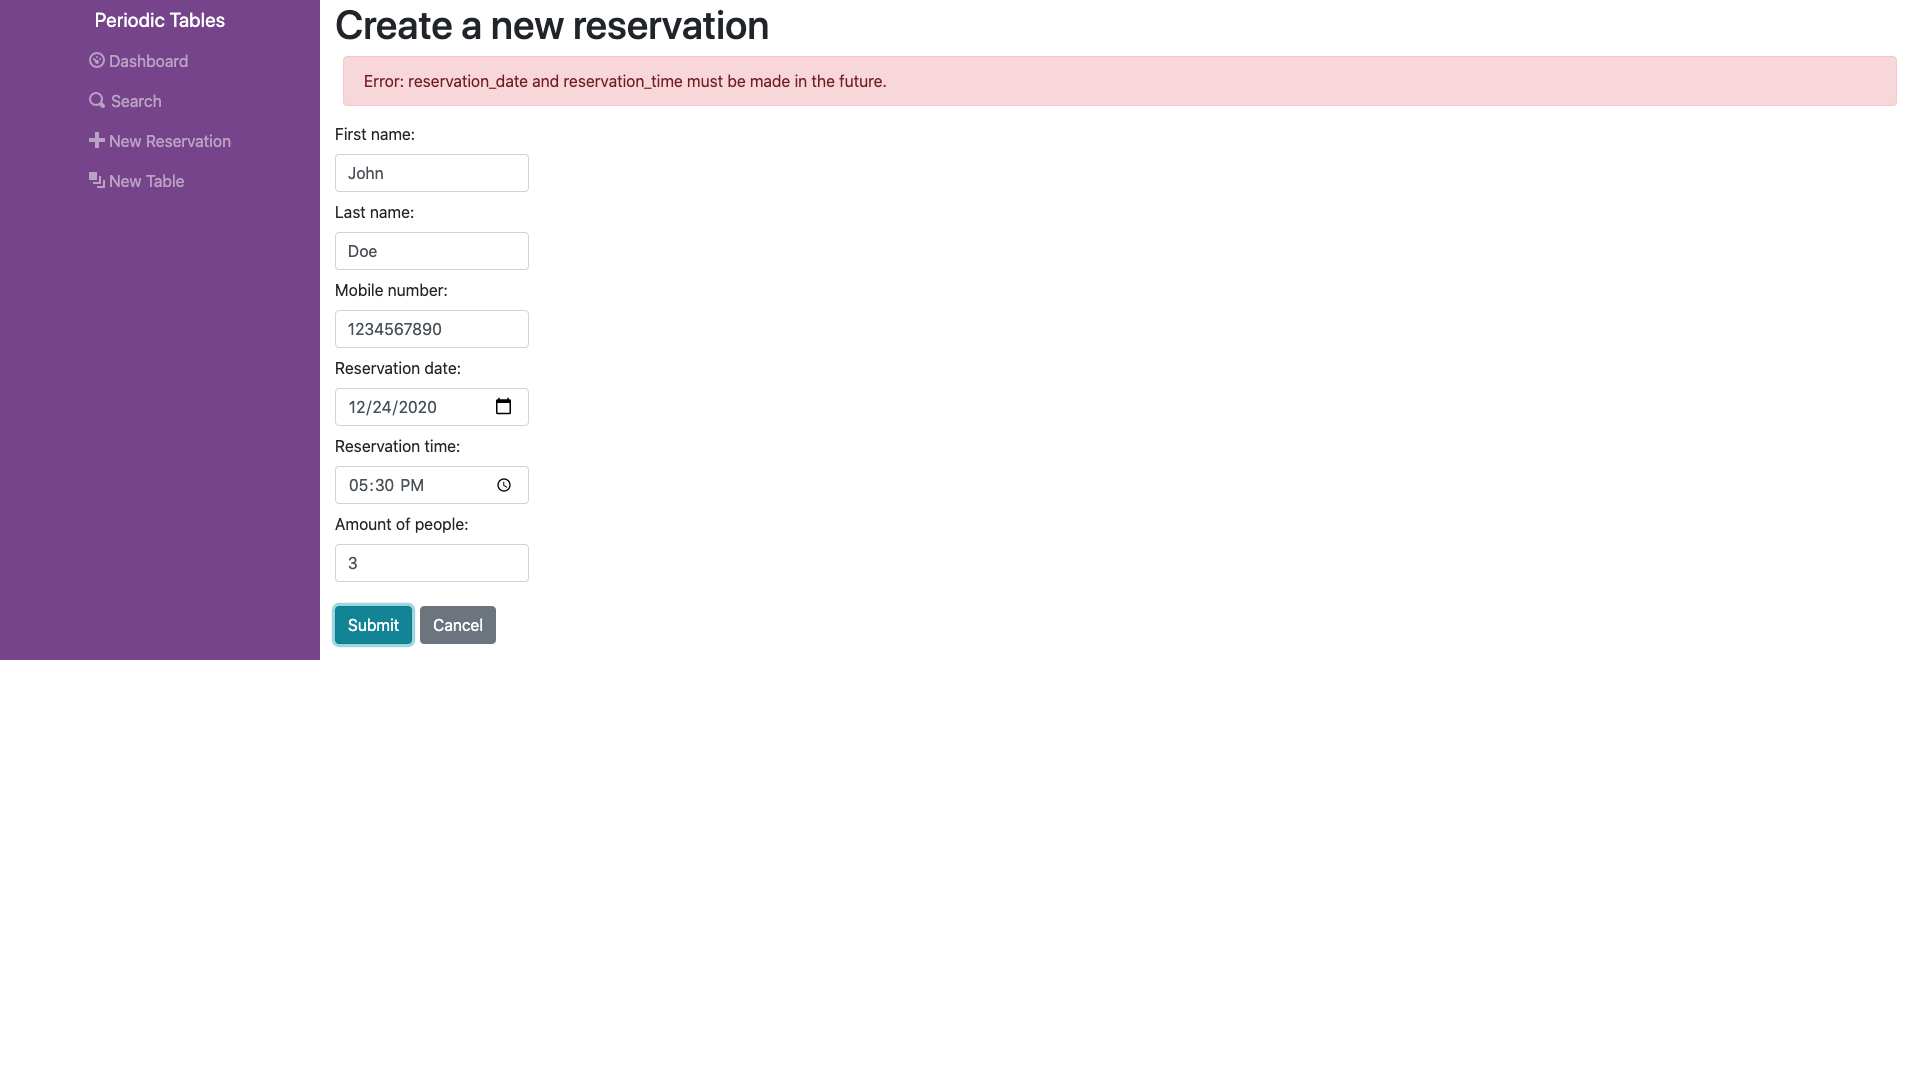 Periodic Tables
Dashboard
Search
New Reservation
New Table
Create a new reservation
Error: reservation_date and reservation_time must be made in the future.
First name:
John
Last name:
Doe
Mobile number:
1234567890
Reservation date:
12/24/2020
Reservation time:
05:30 PM
Amount of people:
3
Submit Cancel